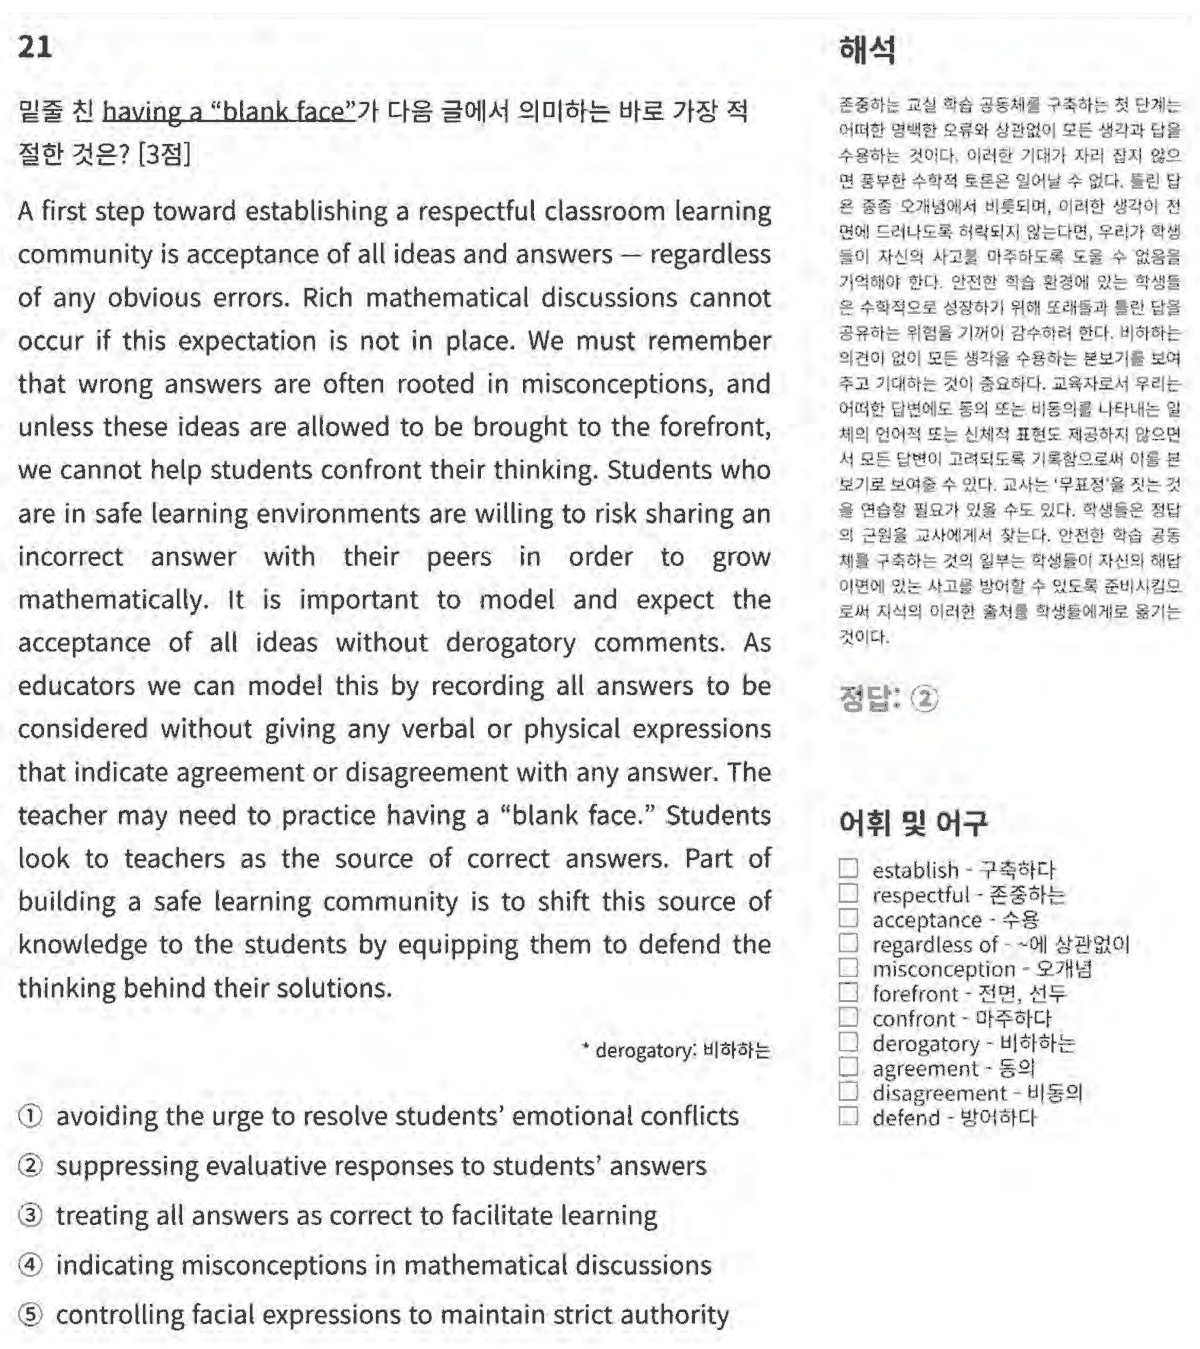 21
밑줄 친 having a “blank face”가 다음 글에서 의미하는 바로 가장 적
절한 것은? [3점]
A first step toward establishing a respectful classroom learning
community is acceptance of all ideas and answers — regardless
of any obvious errors. Rich mathematical discussions cannot
occur if this expectation is not in place. We must remember
that wrong answers are often rooted in misconceptions, and
unless these ideas are allowed to be brought to the forefront,
we cannot help students confront their thinking. Students who
are in safe learning environments are willing to risk sharing an
incorrect answer with their peers in order to grow
mathematically. It is important to model and expect the
acceptance of all ideas without derogatory comments. As
educators we can model this by recording all answers to be
considered without giving any verbal or physical expressions
that indicate agreement or disagreement with any answer. The
teacher may need to practice having a “blank face.” Students
look to teachers as the source of correct answers. Part of
building a safe learning community is to shift this source of
knowledge to the students by equipping them to defend the
thinking behind their solutions.
* derogatory: 비하하는
① avoiding the urge to resolve students’ emotional conflicts
② suppressing evaluative responses to students’ answers
③ treating all answers as correct to facilitate learning
④ indicating misconceptions in mathematical discussions
⑤ controlling facial expressions to maintain strict authority
해석
존중하는 교실 학습 공동체를 구축하는 첫 단계는
어떠한 명백한 오류와 상관없이 모든 생각과 답을
수용하는 것이다. 이러한 기대가 자리 잡지 않으
면 풍부한 수학적 토론은 일어날 수 없다. 틀린 답
은 종종 오개념에서 비롯되며, 이러한 생각이 전
면에 드러나도록 허락되지 않는다면, 우리가 학생
들이 자신의 사고를 마주하도록 도울 수 없음을
기억해야 한다. 안전한 학습 환경에 있는 학생들
은 수학적으로 성장하기 위해 또래들과 틀린 답을
공유하는 위험을 기꺼이 감수하려 한다. 비하하는
의견이 없이 모든 생각을 수용하는 본보기를 보여
주고 기대하는 것이 중요하다. 교육자로서 우리는
어떠한 답변에도 동의 또는 비동의를 나타내는 일
체의 언어적 또는 신체적 표현도 제공하지 않으면
서 모든 답변이 고려되도록 기록함으로써 이를 본
보기로 보여줄 수 있다. 교사는 ‘무표정’을 짓는 것
을 연습할 필요가 있을 수도 있다. 학생들은 정답
의 근원을 교사에게서 찾는다. 안전한 학습 공동
체를 구축하는 것의 일부는 학생들이 자신의 해답
이면에 있는 사고를 방어할 수 있도록 준비시킴으
로써 지식의 이러한 출처를 학생들에게로 옮기는
것이다.
정답: ②
어휘 및 어구
establish - 구축하다
respectful - 존중하는
acceptance - 수용
regardless of - ~에 상관없이
misconception - 오개념
forefront - 전면, 선두
confront - 마주하다
derogatory - 비하하는
agreement - 동의
disagreement - 비동의
defend - 방어하다